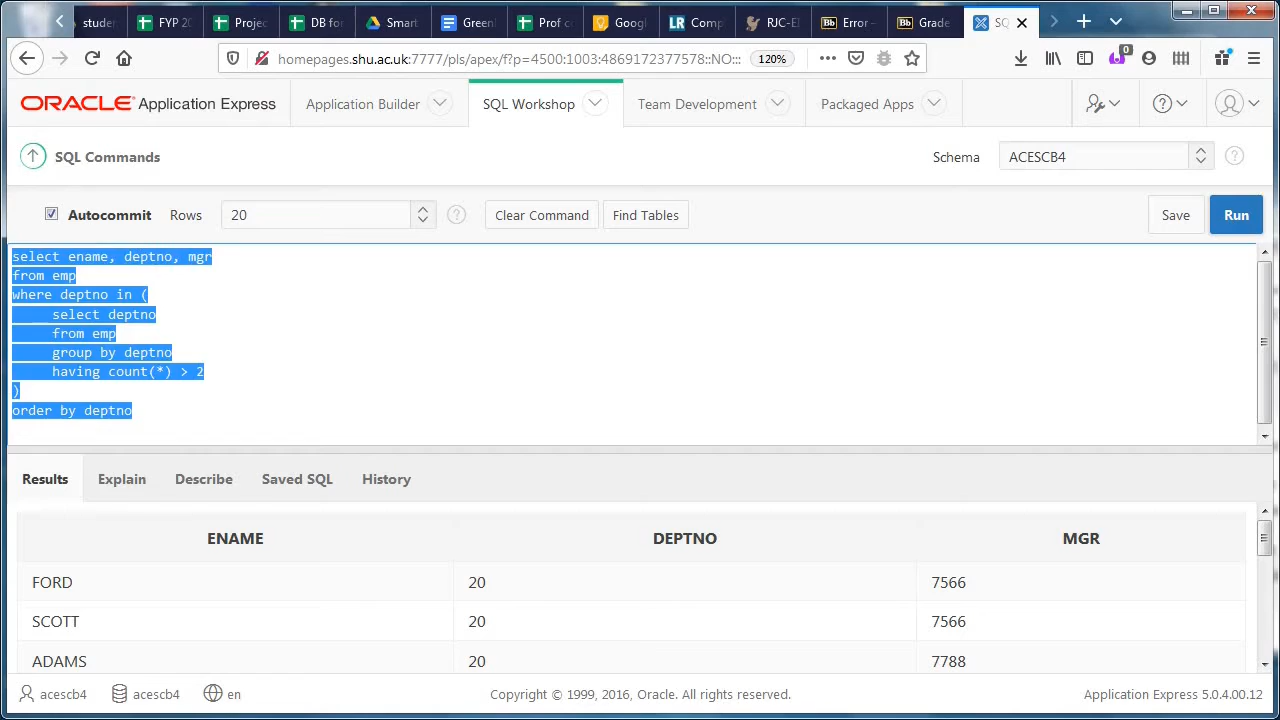 studen
FYP 20
Projec
DB for
Smart
Green
Prof c
Googl
Comp
RJC-El
Error –
Grade
SQ
homepages.shu.ac.uk:7777/pls/apex/f?p=4500:1003:4869172377578::NO:::
120%
0
ORACLE Application Express
Application Builder
SQL Workshop
Team Development
Packaged Apps
SQL Commands
Schema
ACESCB4
Autocommit
Rows
20
Clear Command
Find Tables
Save
Run
select ename, deptno, mgr
from emp
where deptno in (
select deptno
from emp
group by deptno
having count(*) > 2
)
order by deptno
Results
Explain
Describe
Saved SQL
History
ENAME
DEPTNO
MGR
FORD
20
7566
SCOTT
20
7566
ADAMS
20
7788
acescb4
acescb4
en
Copyright © 1999, 2016, Oracle. All rights reserved.
Application Express 5.0.4.00.12